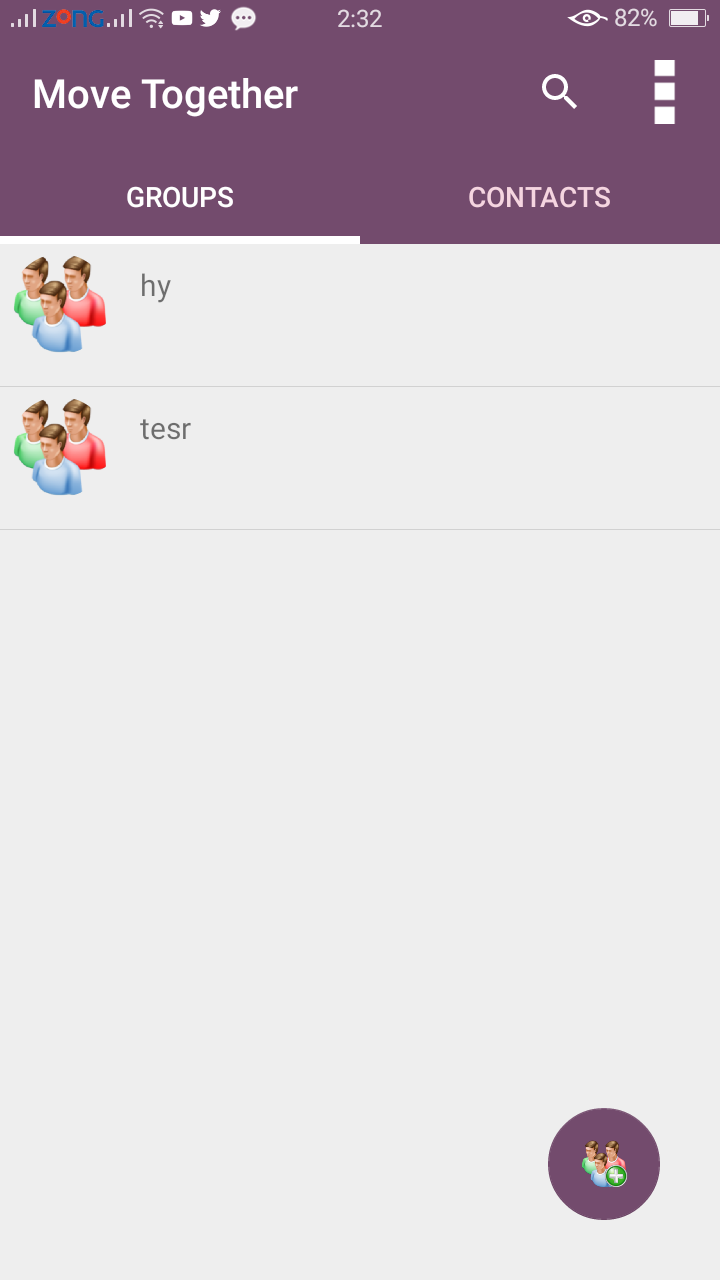 ZONG 2:32 82%
Move Together
GROUPS CONTACTS
hy
tesr